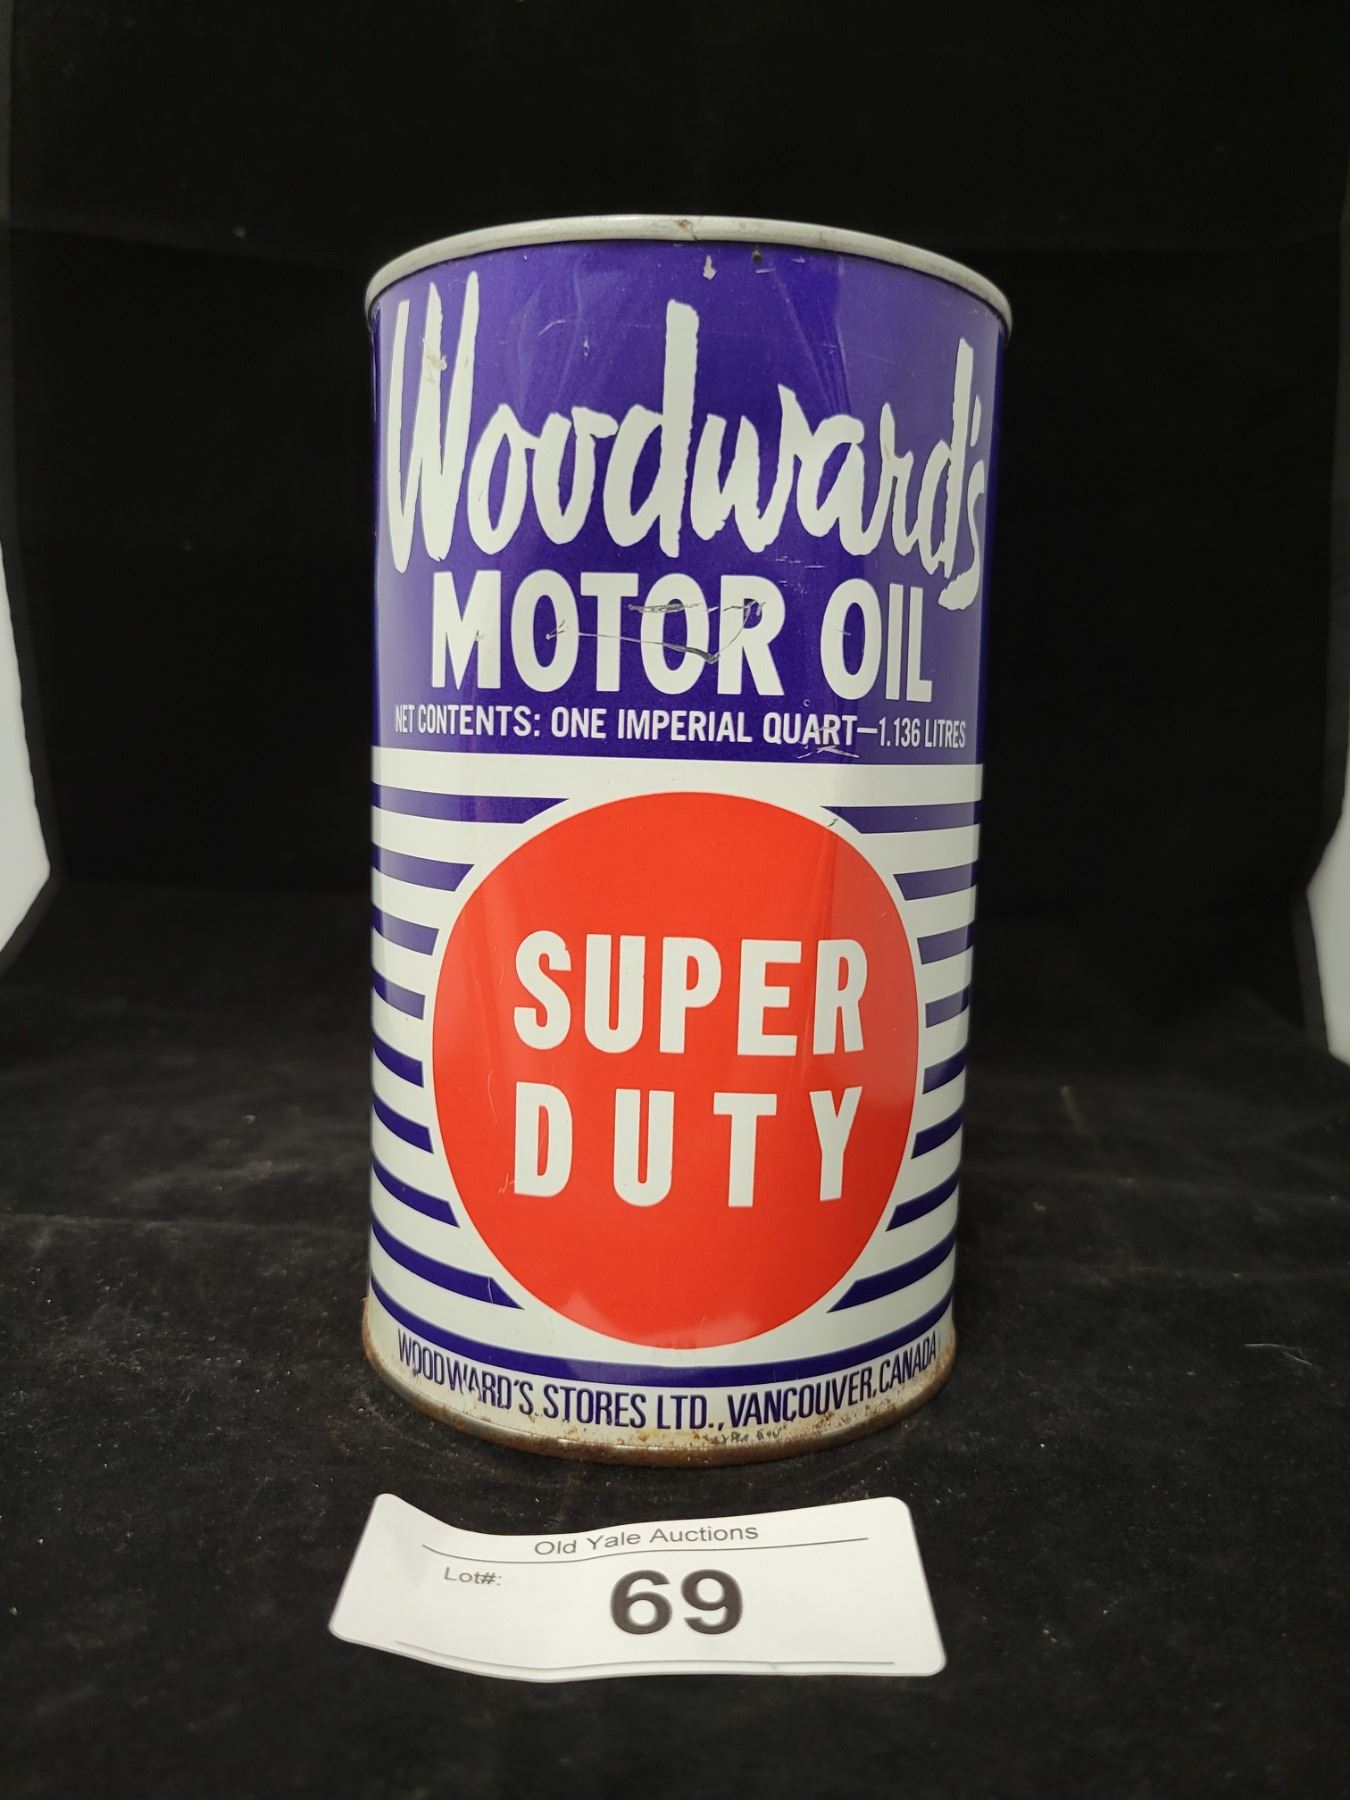 Woodward's
MOTOR OIL
NET CONTENTS: ONE IMPERIAL QUART—1.136 LITRES
SUPER
DUTY
WOODWARD'S STORES LTD., VANCOUVER, CANADA
Old Yale Auctions
Lot#:
69